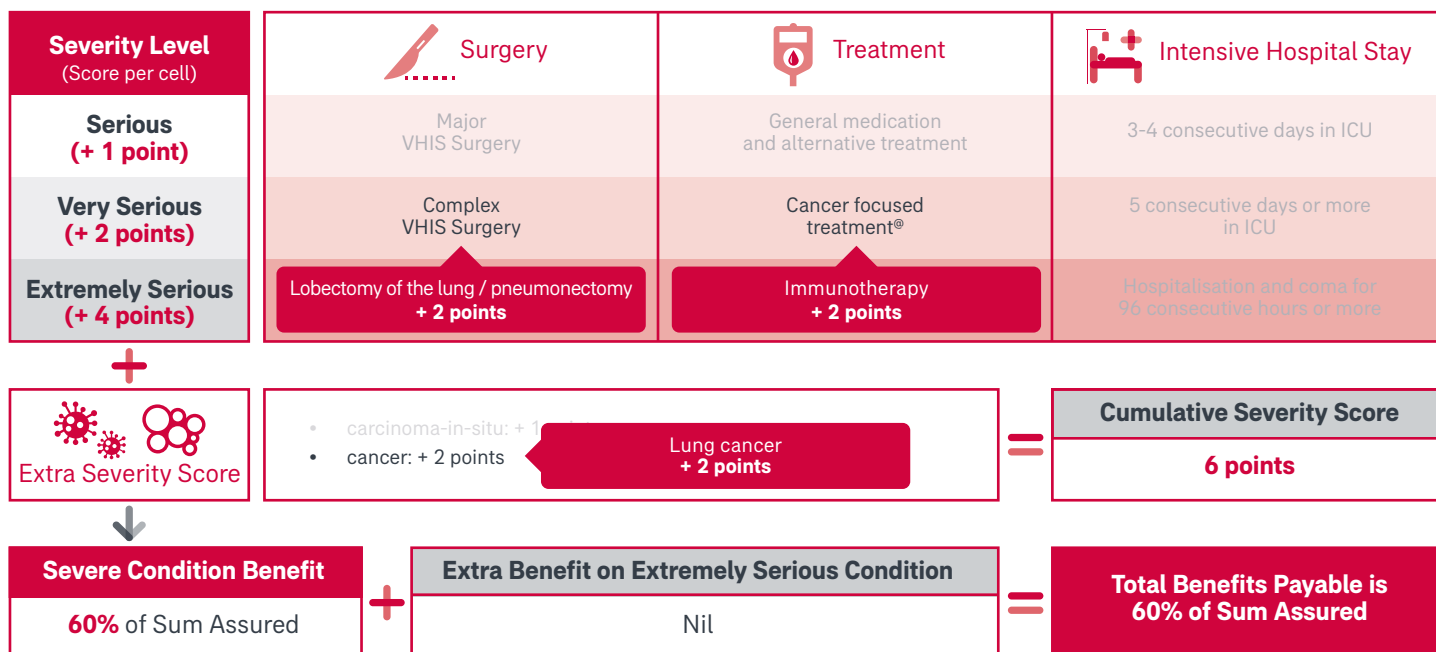 Severity Level
(Score per cell)
Surgery
Treatment
Intensive Hospital Stay
Serious
(+ 1 point)
Major
VHIS Surgery
General medication
and alternative treatment
3-4 consecutive days in ICU
Very Serious
(+ 2 points)
Complex
VHIS Surgery
Cancer focused
treatment@
5 consecutive days or more
in ICU
Extremely Serious
(+ 4 points)
Lobectomy of the lung / pneumonectomy
+ 2 points
Immunotherapy
+ 2 points
Hospitalisation and coma for
96 consecutive hours or more
+
Extra Severity Score
• carcinoma-in-situ: + 1
• cancer: + 2 points
Lung cancer
+ 2 points
=
Cumulative Severity Score
6 points
Severe Condition Benefit
60% of Sum Assured
+
Extra Benefit on Extremely Serious Condition
Nil
=
Total Benefits Payable is
60% of Sum Assured